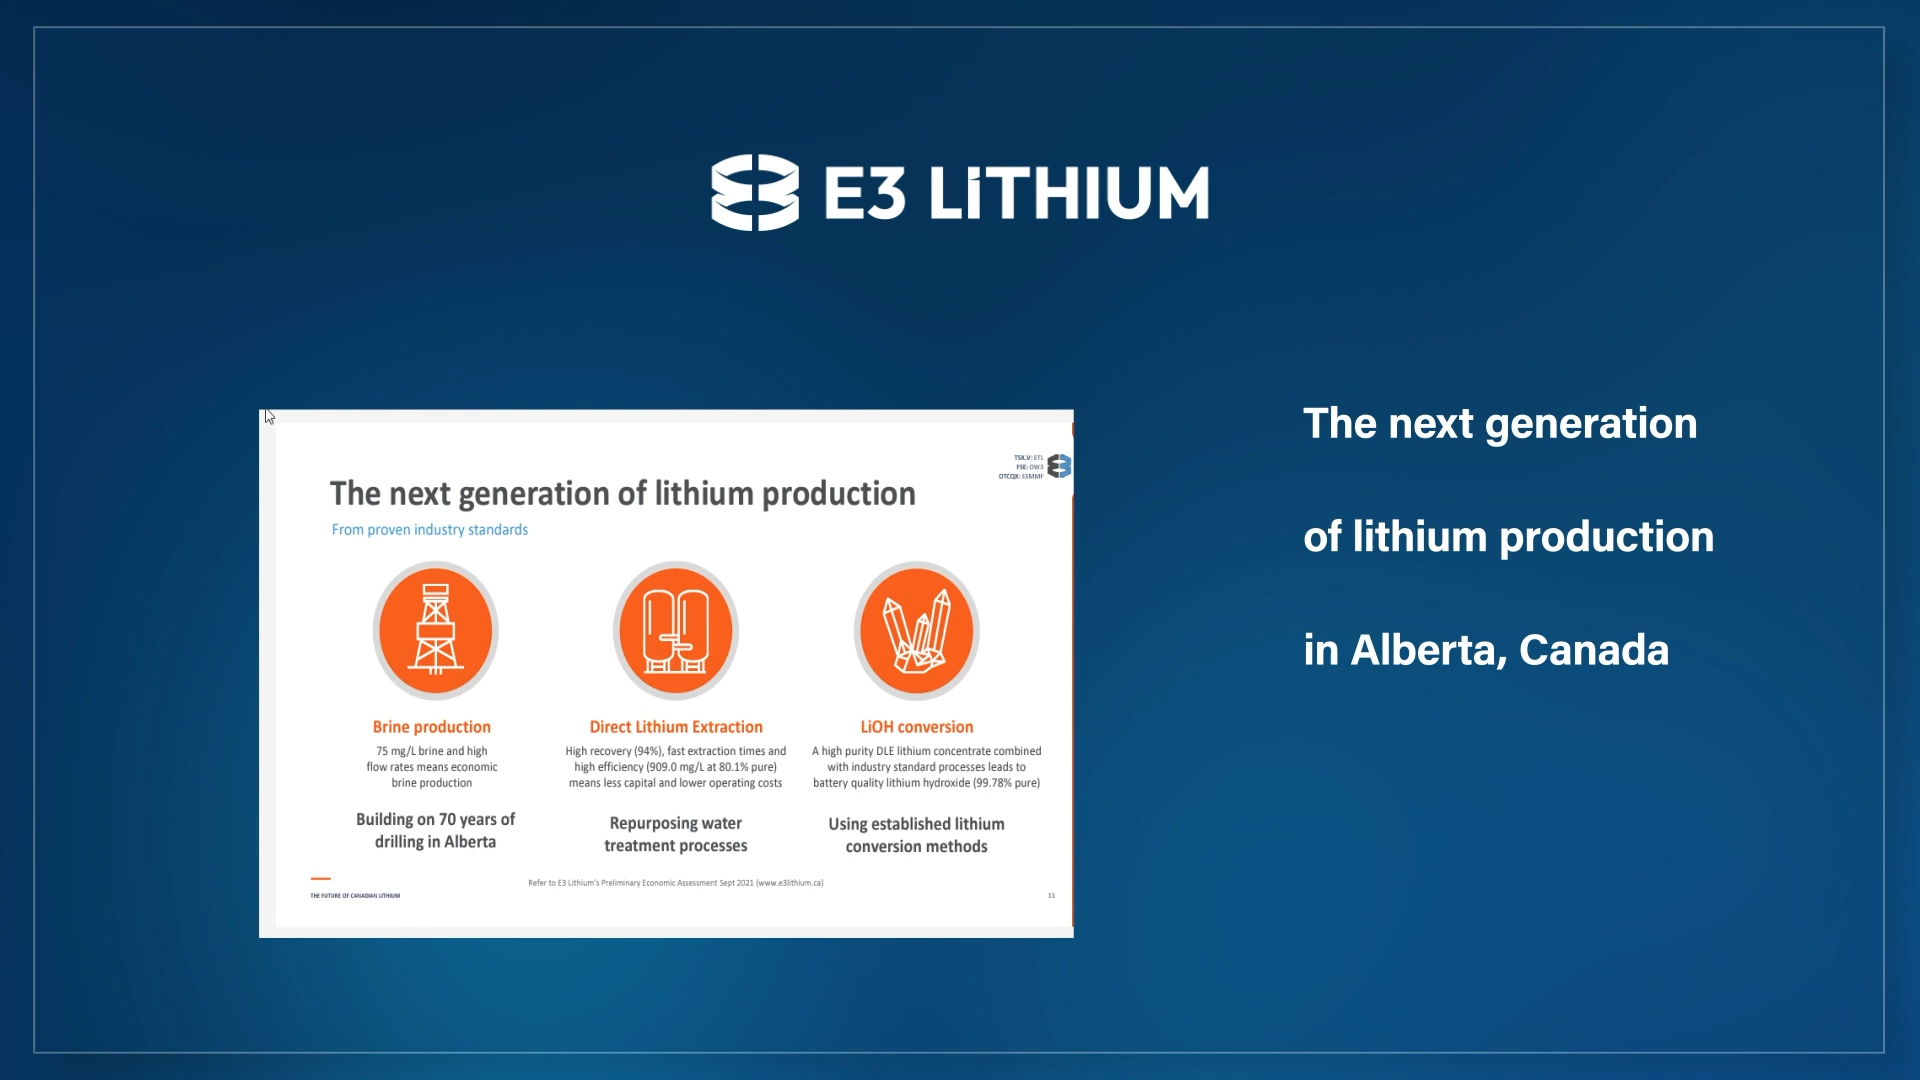 E3 LiTHIUM
The next generation
of lithium production
in Alberta, Canada
TSX.V: ETL
FSE: OW3
OTCQX: EEMMF
The next generation of lithium production
From proven industry standards
Brine production
75 mg/L brine and high
flow rates means economic
brine production
Building on 70 years of
drilling in Alberta
Direct Lithium Extraction
High recovery (94%), fast extraction times and
high efficiency (909.0 mg/L at 80.1% pure)
means less capital and lower operating costs
Repurposing water
treatment processes
LiOH conversion
A high purity DLE lithium concentrate combined
with industry standard processes leads to
battery quality lithium hydroxide (99.78% pure)
Using established lithium
conversion methods
Refer to E3 Lithium's Preliminary Economic Assessment Sept 2021 (www.e3lithium.ca)
THE FUTURE OF CANADIAN LITHIUM
13